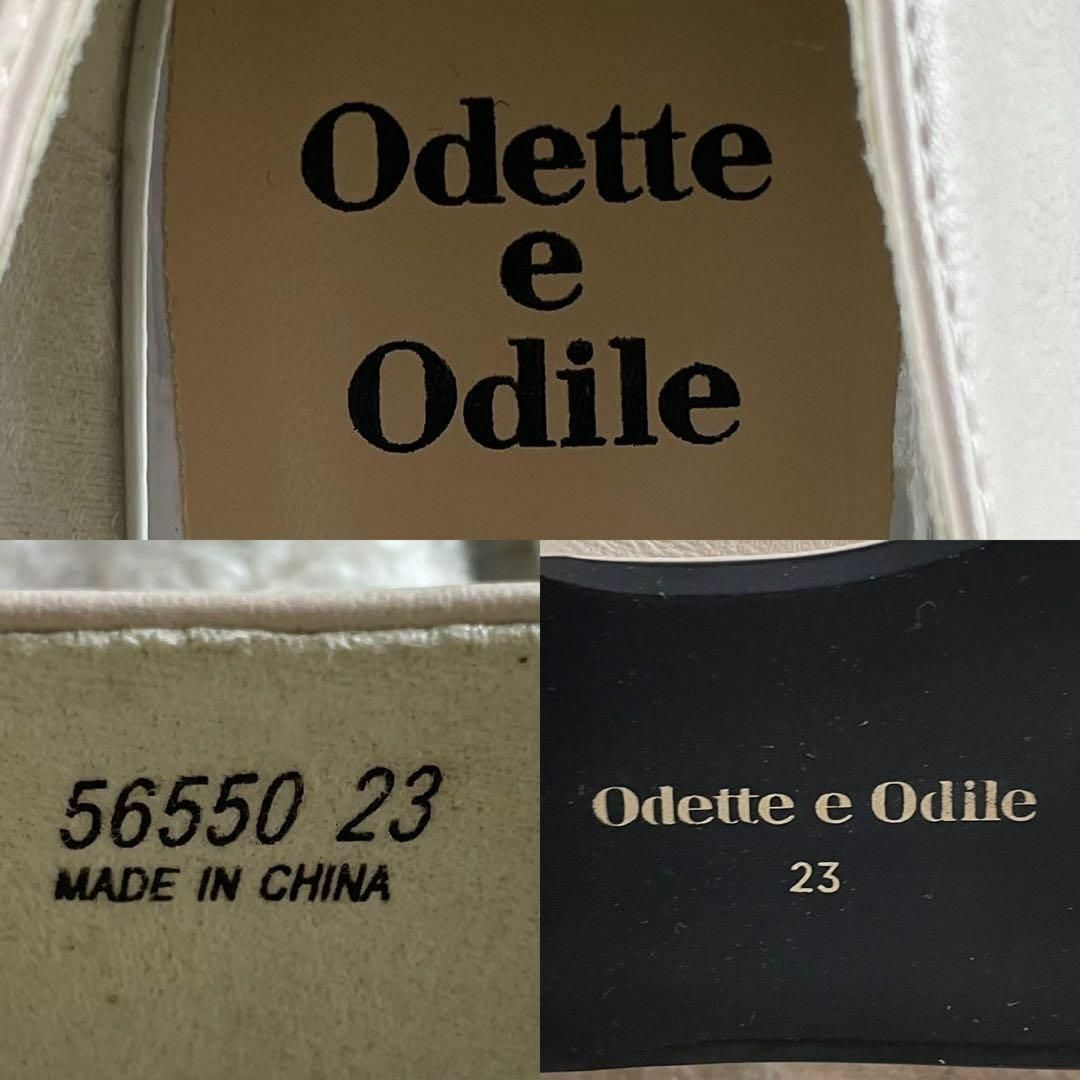 Odette
e
Odile
56550 23
MADE IN CHINA
Odette e Odile
23